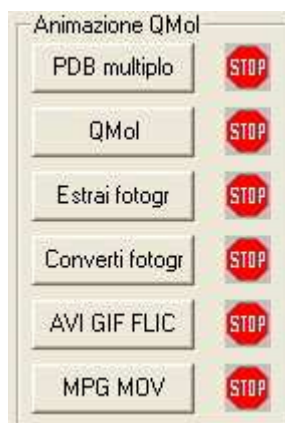 Animazione QMol
PDB multiplo STOP
QMol STOP
Estrai fotogr STOP
Converti fotogr STOP
AVI GIF FLIC STOP
MPG MOV STOP